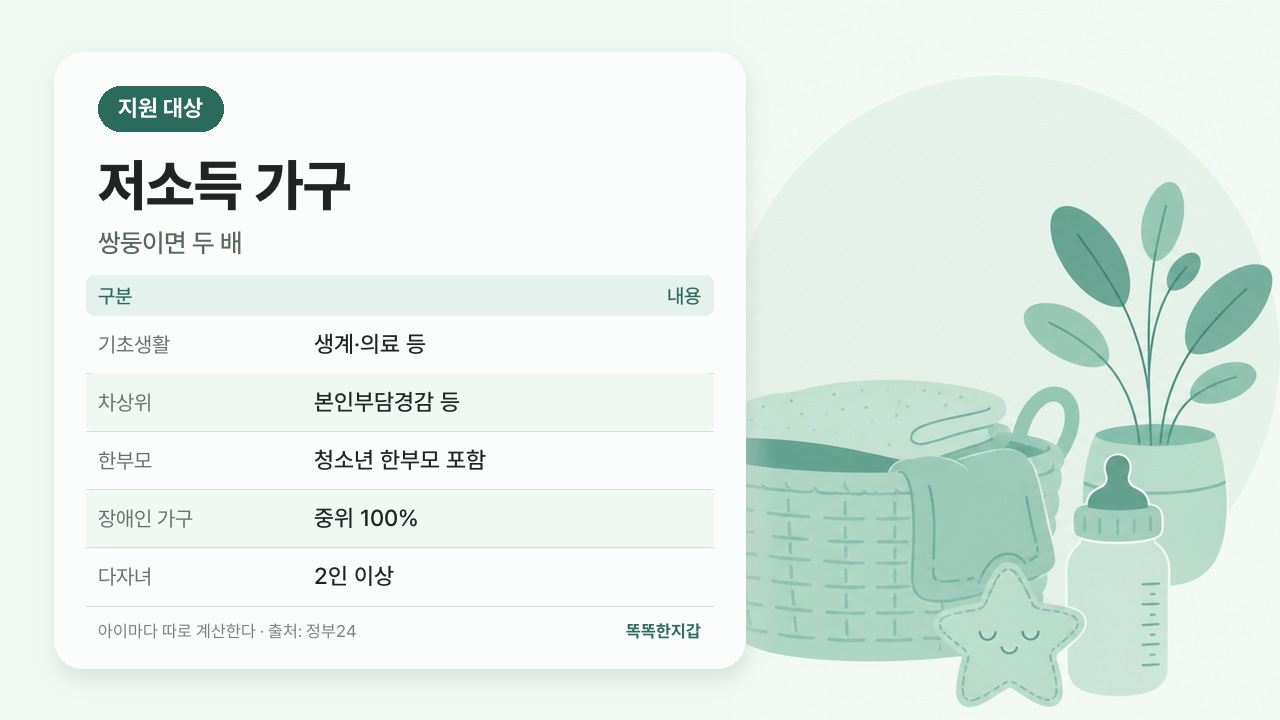 지원 대상
저소득 가구
쌍둥이면 두 배
구분 내용
기초생활 생계·의료 등
차상위 본인부담경감 등
한부모 청소년 한부모 포함
장애인 가구 중위 100%
다자녀 2인 이상
아이마다 따로 계산한다 · 출처: 정부24 똑똑한지갑